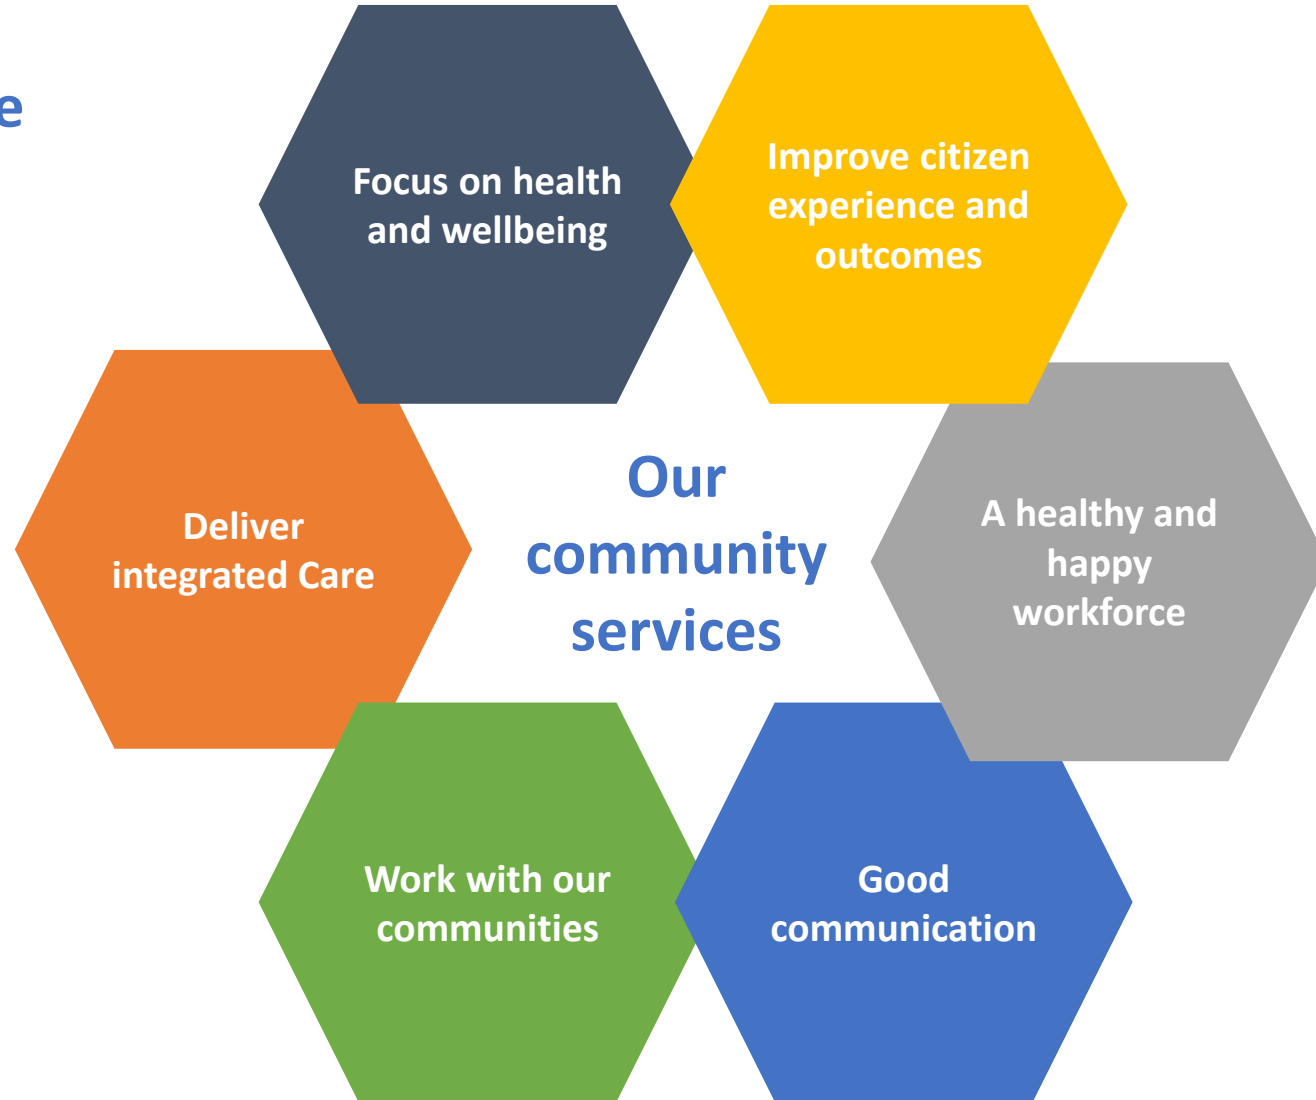 e
Focus on health
and wellbeing
Improve citizen
experience and
outcomes
Deliver
integrated Care
Our
community
services
A healthy and
happy
workforce
Work with our
communities
Good
communication